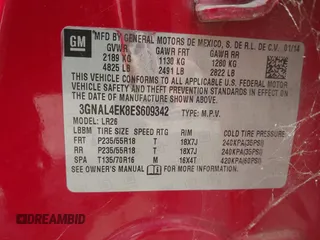 GM
MFD BY GENERAL MOTORS DE MEXICO, S. DE R.L. DE C.V. 01/14
GVWR GAWR FRT GAWR RR
2189 KG 1130 KG 1280 KG
4825 LB 2491 LB 2822 LB
THIS VEHICLE CONFORMS TO ALL APPLICABLE U.S. FEDERAL
MOTOR VEHICLE SAFETY AND THEFT PREVENTION STANDARDS
IN EFFECT ON THE DATE OF MANUFACTURE SHOWN ABOVE.
3GNAL4EK8ES609342 TYPE: M.P.V.
MODEL: LR26
LBBM TIRE SIZE SPEED RTG RIM COLD TIRE PRESSURE
FRT P235/55R18 T 18X7J 240KPA(35PSI)
RR P235/55R18 T 18X7J 240KPA(35PSI)
SPA T135/70R16 M 16X4T 420KPA(60PSI)
SEE OWNER'S MANUAL FOR ADDITIONAL INFORMATION
DREAMBID